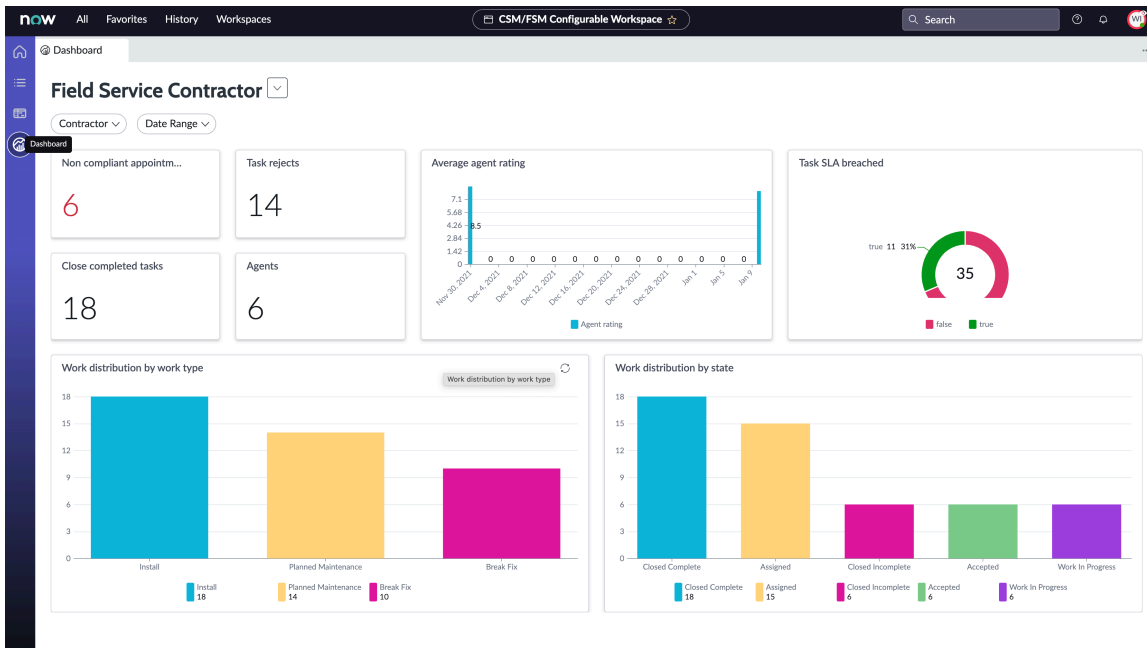 now All Favorites History Workspaces CSM/FSM Configurable Workspace Search WI
Dashboard
Field Service Contractor
Contractor Date Range
Dashboard
Non compliant appointm...
6
Task rejects
14
Close completed tasks
18
Agents
6
Average agent rating
7.1
5.68
4.26
2.84
1.42
0
8.5
0 0 0 0 0 0 0 0 0 0 0 0 0
Nov 30, 2021 Dec 4, 2021 Dec 8, 2021 Dec 12, 2021 Dec 16, 2021 Dec 20, 2021 Dec 24, 2021 Dec 28, 2021 Jan 1 Jan 5 Jan 9
Agent rating
Task SLA breached
true 11 31%
35
false true
Work distribution by work type
Work distribution by work type
18
15
12
9
6
3
0
Install Planned Maintenance Break Fix
Install Planned Maintenance Break Fix
18 14 10
Work distribution by state
18
15
12
9
6
3
0
Closed Complete Assigned Closed Incomplete Accepted Work In Progress
Closed Complete Assigned Closed Incomplete Accepted Work In Progress
18 15 6 6 6